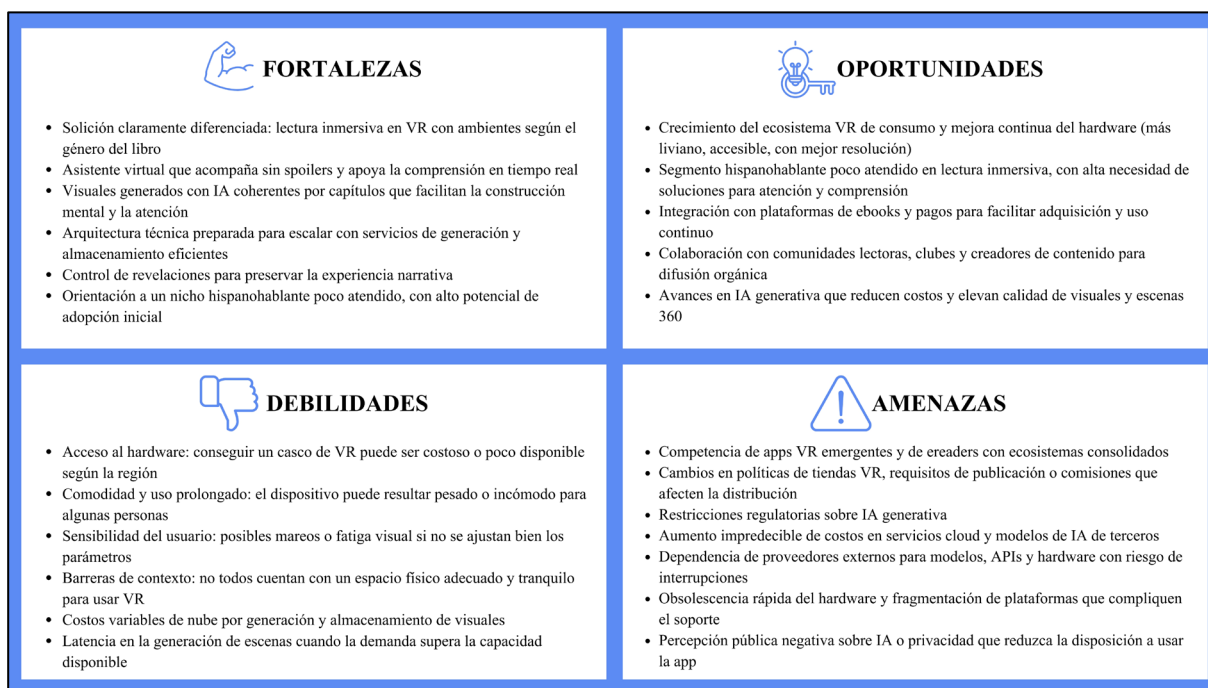 FORTALEZAS
• Solición claramente diferenciada: lectura inmersiva en VR con ambientes según el
género del libro
• Asistente virtual que acompaña sin spoilers y apoya la comprensión en tiempo real
• Visuales generados con IA coherentes por capítulos que facilitan la construcción
mental y la atención
• Arquitectura técnica preparada para escalar con servicios de generación y
almacenamiento eficientes
• Control de revelaciones para preservar la experiencia narrativa
• Orientación a un nicho hispanohablante poco atendido, con alto potencial de
adopción inicial
OPORTUNIDADES
• Crecimiento del ecosistema VR de consumo y mejora continua del hardware (más
liviano, accesible, con mejor resolución)
• Segmento hispanohablante poco atendido en lectura inmersiva, con alta necesidad de
soluciones para atención y comprensión
• Integración con plataformas de ebooks y pagos para facilitar adquisición y uso
continuo
• Colaboración con comunidades lectoras, clubes y creadores de contenido para
difusión orgánica
• Avances en IA generativa que reducen costos y elevan calidad de visuales y escenas
360
DEBILIDADES
• Acceso al hardware: conseguir un casco de VR puede ser costoso o poco disponible
según la región
• Comodidad y uso prolongado: el dispositivo puede resultar pesado o incómodo para
algunas personas
• Sensibilidad del usuario: posibles mareos o fatiga visual si no se ajustan bien los
parámetros
• Barreras de contexto: no todos cuentan con un espacio físico adecuado y tranquilo
para usar VR
• Costos variables de nube por generación y almacenamiento de visuales
• Latencia en la generación de escenas cuando la demanda supera la capacidad
disponible
AMENAZAS
• Competencia de apps VR emergentes y de ereaders con ecosistemas consolidados
• Cambios en políticas de tiendas VR, requisitos de publicación o comisiones que
afecten la distribución
• Restricciones regulatorias sobre IA generativa
• Aumento impredecible de costos en servicios cloud y modelos de IA de terceros
• Dependencia de proveedores externos para modelos, APIs y hardware con riesgo de
interrupciones
• Obsolescencia rápida del hardware y fragmentación de plataformas que compliquen
el soporte
• Percepción pública negativa sobre IA o privacidad que reduzca la disposición a usar
la app